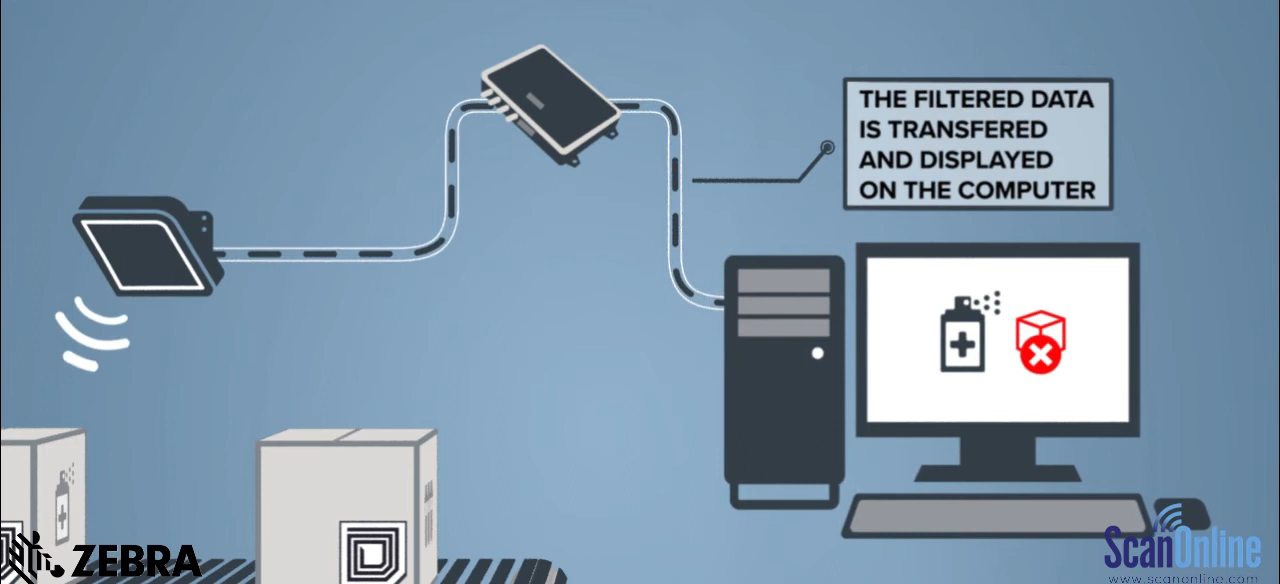 THE FILTERED DATA
IS TRANSFERED
AND DISPLAYED
ON THE COMPUTER
ZEBRA
ScanOnline
www.scanonline.com